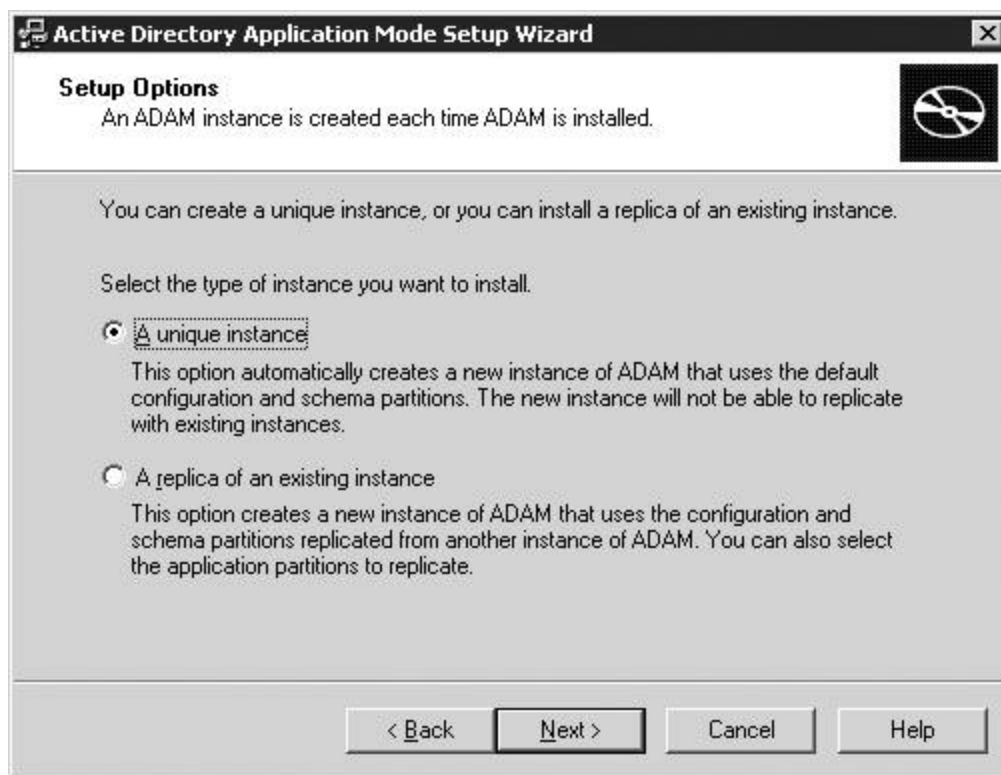 Active Directory Application Mode Setup Wizard
Setup Options
An ADAM instance is created each time ADAM is installed.
You can create a unique instance, or you can install a replica of an existing instance.
Select the type of instance you want to install.
A unique instance
This option automatically creates a new instance of ADAM that uses the default
configuration and schema partitions. The new instance will not be able to replicate
with existing instances.
A replica of an existing instance
This option creates a new instance of ADAM that uses the configuration and
schema partitions replicated from another instance of ADAM. You can also select
the application partitions to replicate.
< Back Next > Cancel Help